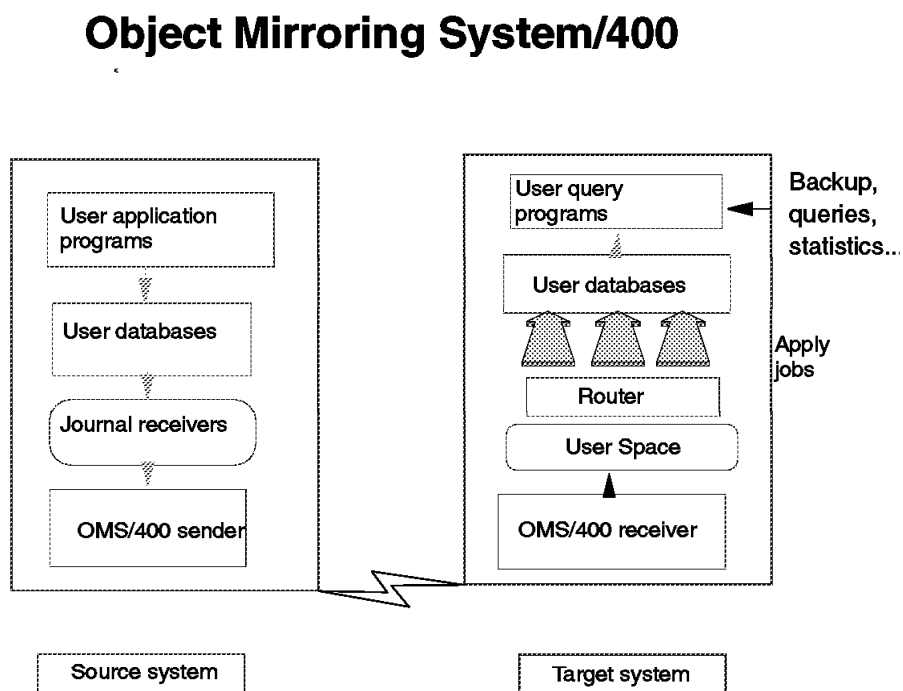 Object Mirroring System/400
User application
programs
User databases
Journal receivers
OMS/400 sender
Source system
User query
programs
Backup,
queries,
statistics...
User databases
Apply
jobs
Router
User Space
OMS/400 receiver
Target system